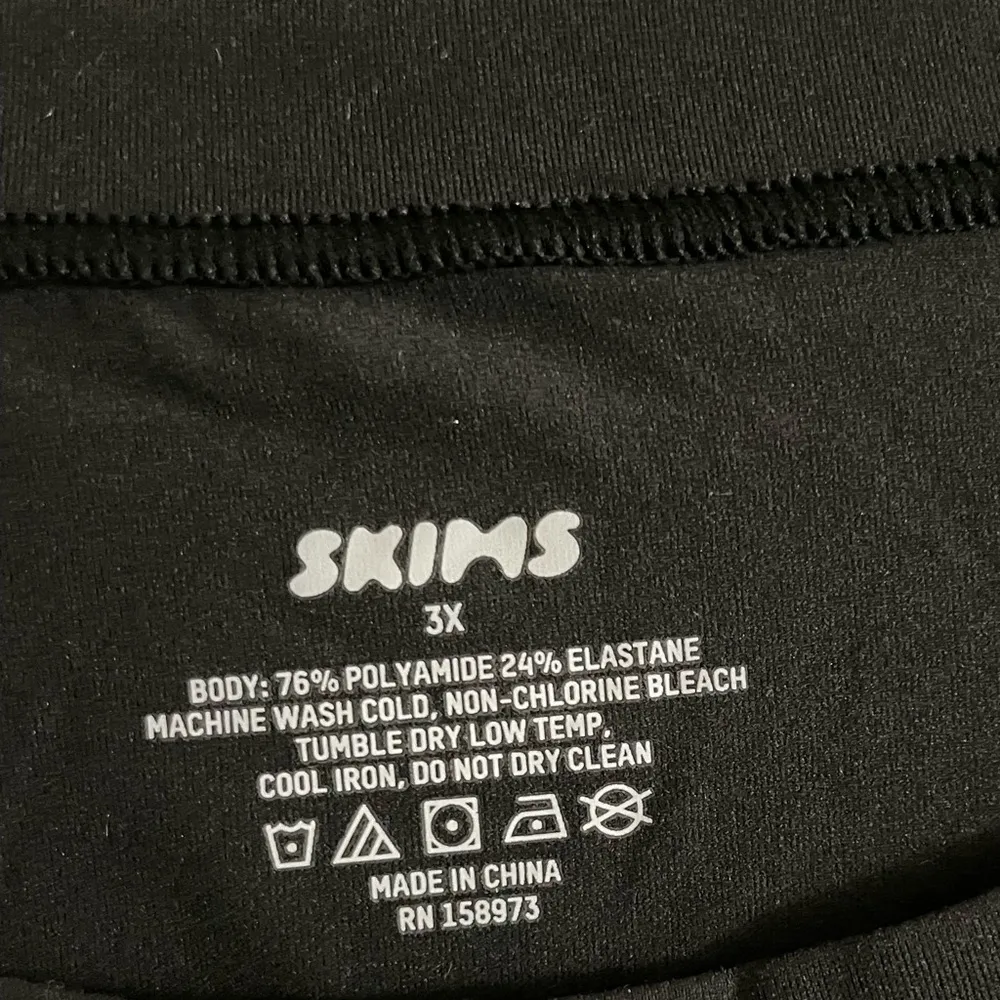 SKIMS
3X
BODY: 76% POLYAMIDE 24% ELASTANE
MACHINE WASH COLD, NON-CHLORINE BLEACH
TUMBLE DRY LOW TEMP.
COOL IRON, DO NOT DRY CLEAN
MADE IN CHINA
RN 158973